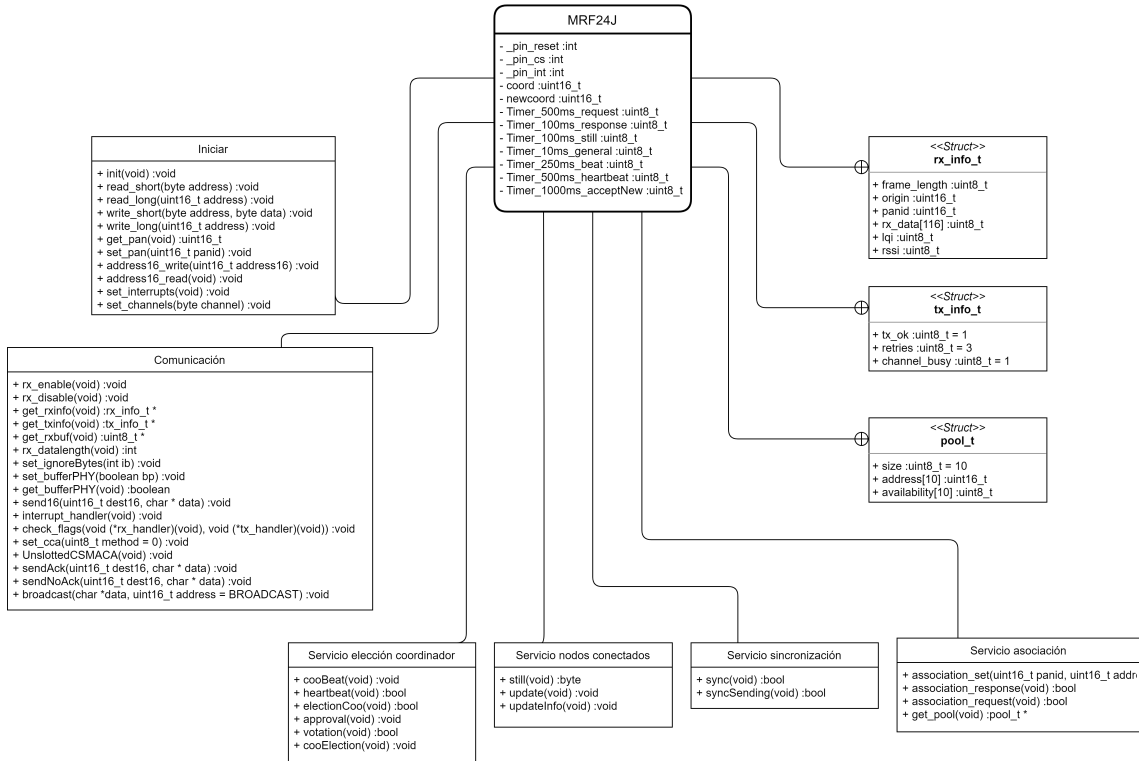 MRF24J
- _pin_reset :int
- _pin_cs :int
- _pin_int :int
- coord :uint16_t
- newcoord :uint16_t
- Timer_500ms_request :uint8_t
- Timer_100ms_response :uint8_t
- Timer_100ms_still :uint8_t
- Timer_10ms_general :uint8_t
- Timer_250ms_beat :uint8_t
- Timer_500ms_heartbeat :uint8_t
- Timer_1000ms_acceptNew :uint8_t
Iniciar
+ init(void) :void
+ read_short(byte address) :void
+ read_long(uint16_t address) :void
+ write_short(byte address, byte data) :void
+ write_long(uint16_t address) :void
+ get_pan(void) :uint16_t
+ set_pan(uint16_t panid) :void
+ address16_write(uint16_t address16) :void
+ address16_read(void) :void
+ set_interrupts(void) :void
+ set_channels(byte channel) :void
<<Struct>>
rx_info_t
+ frame_length :uint8_t
+ origin :uint16_t
+ panid :uint16_t
+ rx_data[116] :uint8_t
+ lqi :uint8_t
+ rssi :uint8_t
<<Struct>>
tx_info_t
+ tx_ok :uint8_t = 1
+ retries :uint8_t = 3
+ channel_busy :uint8_t = 1
Comunicación
+ rx_enable(void) :void
+ rx_disable(void) :void
+ get_rxinfo(void) :rx_info_t *
+ get_txinfo(void) :tx_info_t *
+ get_rxbuf(void) :uint8_t *
+ rx_datalength(void) :int
+ set_ignoreBytes(int ib) :void
+ set_bufferPHY(boolean bp) :void
+ get_bufferPHY(void) :boolean
+ send16(uint16_t dest16, char * data) :void
+ interrupt_handler(void) :void
+ check_flags(void (*rx_handler)(void), void (*tx_handler)(void)) :void
+ set_cca(uint8_t method = 0) :void
+ UnslottedCSMACA(void) :void
+ sendAck(uint16_t dest16, char * data) :void
+ sendNoAck(uint16_t dest16, char * data) :void
+ broadcast(char *data, uint16_t address = BROADCAST) :void
<<Struct>>
pool_t
+ size :uint8_t = 10
+ address[10] :uint16_t
+ availability[10] :uint8_t
Servicio elección coordinador
+ cooBeat(void) :void
+ heartbeat(void) :bool
+ electionCoo(void) :bool
+ approval(void) :void
+ votation(void) :bool
+ cooElection(void) :void
Servicio nodos conectados
+ still(void) :byte
+ update(void) :void
+ updateInfo(void) :void
Servicio sincronización
+ sync(void) :bool
+ syncSending(void) :bool
Servicio asociación
+ association_set(uint16_t panid, uint16_t
+ association_response(void) :bool
+ association_request(void) :bool
+ get_pool(void) :pool_t *